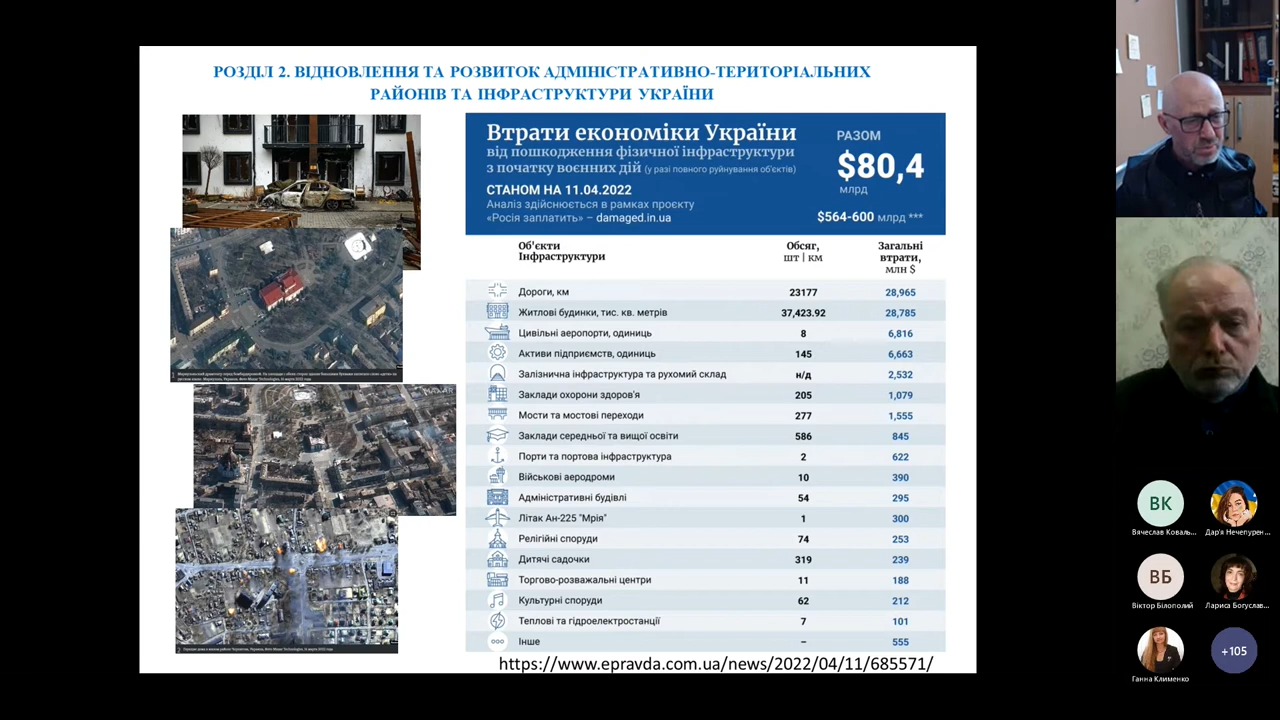 РОЗДІЛ 2. ВІДНОВЛЕННЯ ТА РОЗВИТОК АДМІНІСТРАТИВНО-ТЕРИТОРІАЛЬНИХ
РАЙОНІВ ТА ІНФРАСТРУКТУРИ УКРАЇНИ
Втрати економіки України
від пошкодження фізичної інфраструктури
з початку воєнних дій (у разі повного руйнування об'єктів)
СТАНОМ НА 11.04.2022
Аналіз здійснюється в рамках проєкту
«Росія заплатить» – damaged.in.ua
РАЗОМ
$80,4
млрд
$564-600 млрд ***
Об'єкти Інфраструктури
Обсяг, шт | км
Загальні втрати, млн $
Дороги, км 23177 28,965
Житлові будинки, тис. кв. метрів 37,423.92 28,785
Цивільні аеропорти, одиниць 8 6,816
Активи підприємств, одиниць 145 6,663
Залізнична інфраструктура та рухомий склад н/д 2,532
Заклади охорони здоров'я 205 1,079
Мости та мостові переходи 277 1,555
Заклади середньої та вищої освіти 586 845
Порти та портова інфраструктура 2 622
Військові аеродроми 10 390
Адміністративні будівлі 54 295
Літак Ан-225 "Мрія" 1 300
Релігійні споруди 74 253
Дитячі садочки 319 239
Торгово-розважальні центри 11 188
Культурні споруди 62 212
Теплові та гідроелектростанції 7 101
Інше – 555
https://www.epravda.com.ua/news/2022/04/11/685571/
ВК
Вячеслав Коваль...
Дар'я Нечепурен...
ВБ
Віктор Білополий
Лариса Богуслав...
Ганна Клименко
+105